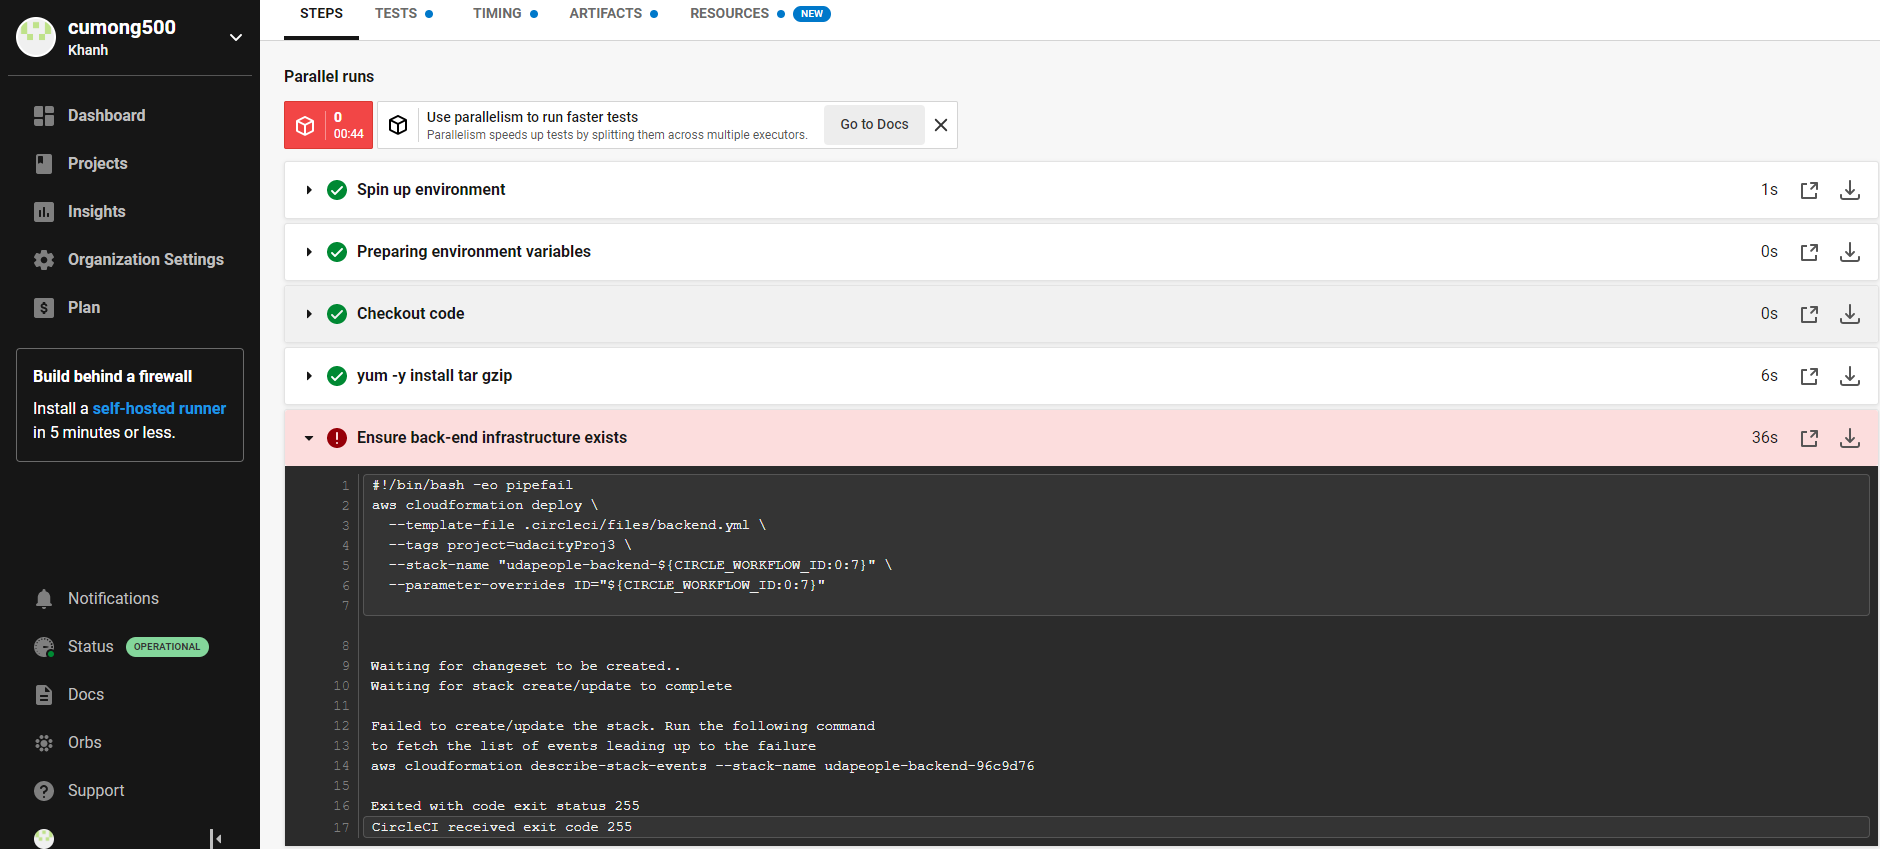 cumong500
Khanh
Dashboard
Projects
Insights
Organization Settings
Plan
Build behind a firewall
Install a self-hosted runner
in 5 minutes or less.
Notifications
Status OPERATIONAL
Docs
Orbs
Support
STEPS TESTS TIMING ARTIFACTS RESOURCES NEW
Parallel runs
0
00:44
Use parallelism to run faster tests
Parallelism speeds up tests by splitting them across multiple executors.
Go to Docs
Spin up environment 1s
Preparing environment variables 0s
Checkout code 0s
yum -y install tar gzip 6s
Ensure back-end infrastructure exists 36s
1 #!/bin/bash -eo pipefail
2 aws cloudformation deploy \
3 --template-file .circleci/files/backend.yml \
4 --tags project=udacityProj3 \
5 --stack-name "udapeople-backend-${CIRCLE_WORKFLOW_ID:0:7}" \
6 --parameter-overrides ID="${CIRCLE_WORKFLOW_ID:0:7}"
7
8
9 Waiting for changeset to be created..
10 Waiting for stack create/update to complete
11
12 Failed to create/update the stack. Run the following command
13 to fetch the list of events leading up to the failure
14 aws cloudformation describe-stack-events --stack-name udapeople-backend-96c9d76
15
16 Exited with code exit status 255
17 CircleCI received exit code 255